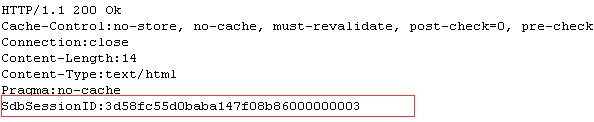 HTTP/1.1 200 Ok
Cache-Control:no-store, no-cache, must-revalidate, post-check=0, pre-check
Connection:close
Content-Length:14
Content-Type:text/html
Pragma:no-cache
SdbSessionID:3d58fc55d0baba147f08b86000000003